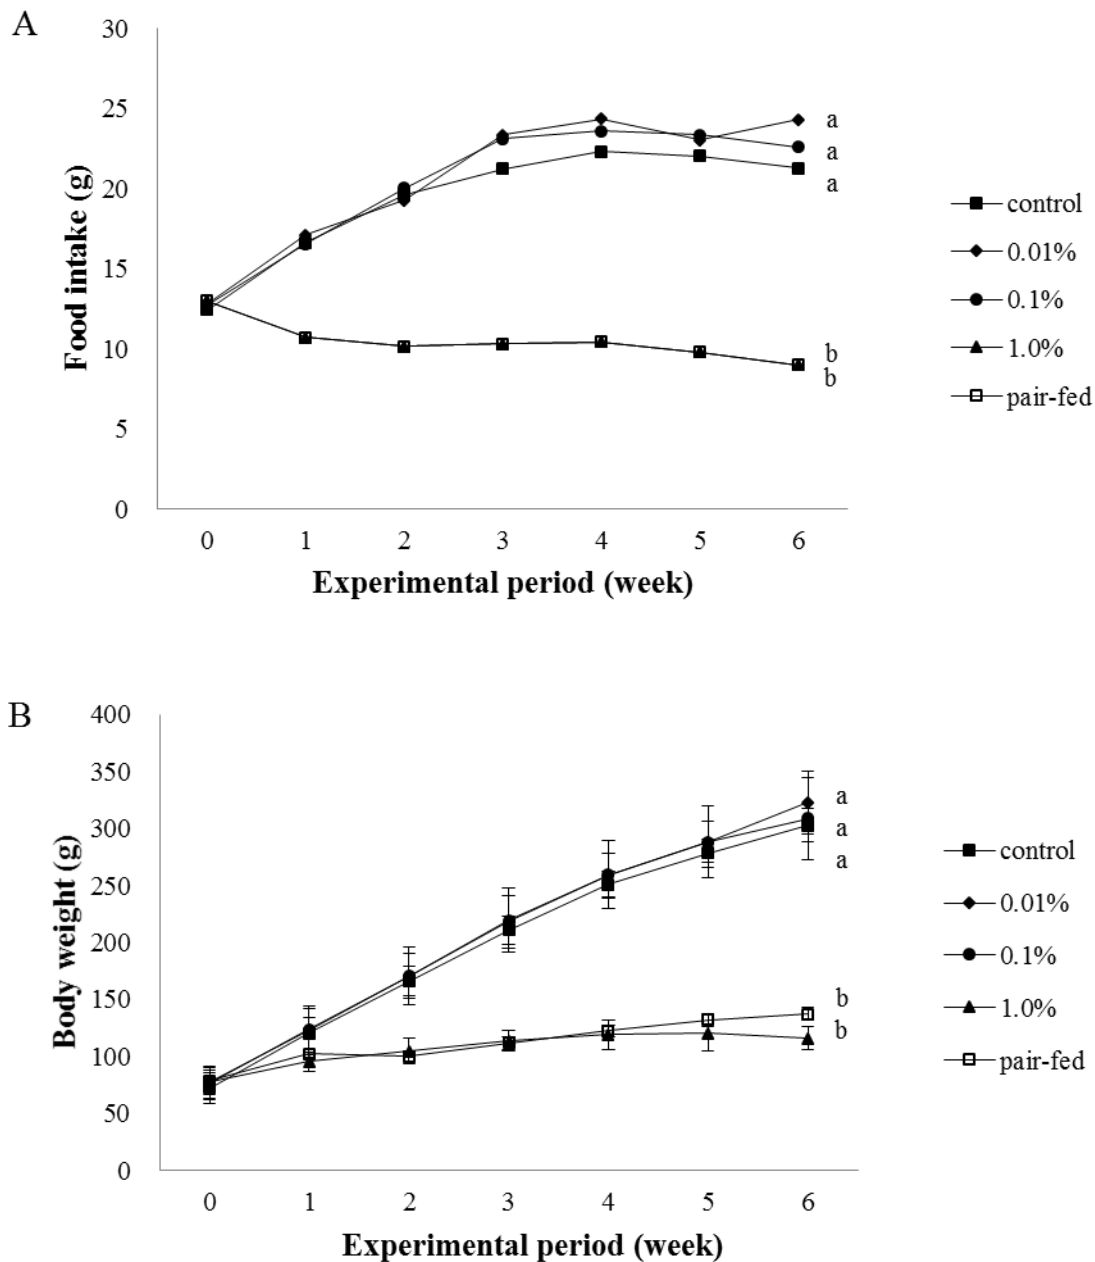 A
30
25
20
15
10
5
0
Food intake (g)
a
a
a
b
b
0 1 2 3 4 5 6
Experimental period (week)
control
0.01%
0.1%
1.0%
pair-fed
B
400
350
300
250
200
150
100
50
0
Body weight (g)
a
a
a
b
b
0 1 2 3 4 5 6
Experimental period (week)
control
0.01%
0.1%
1.0%
pair-fed